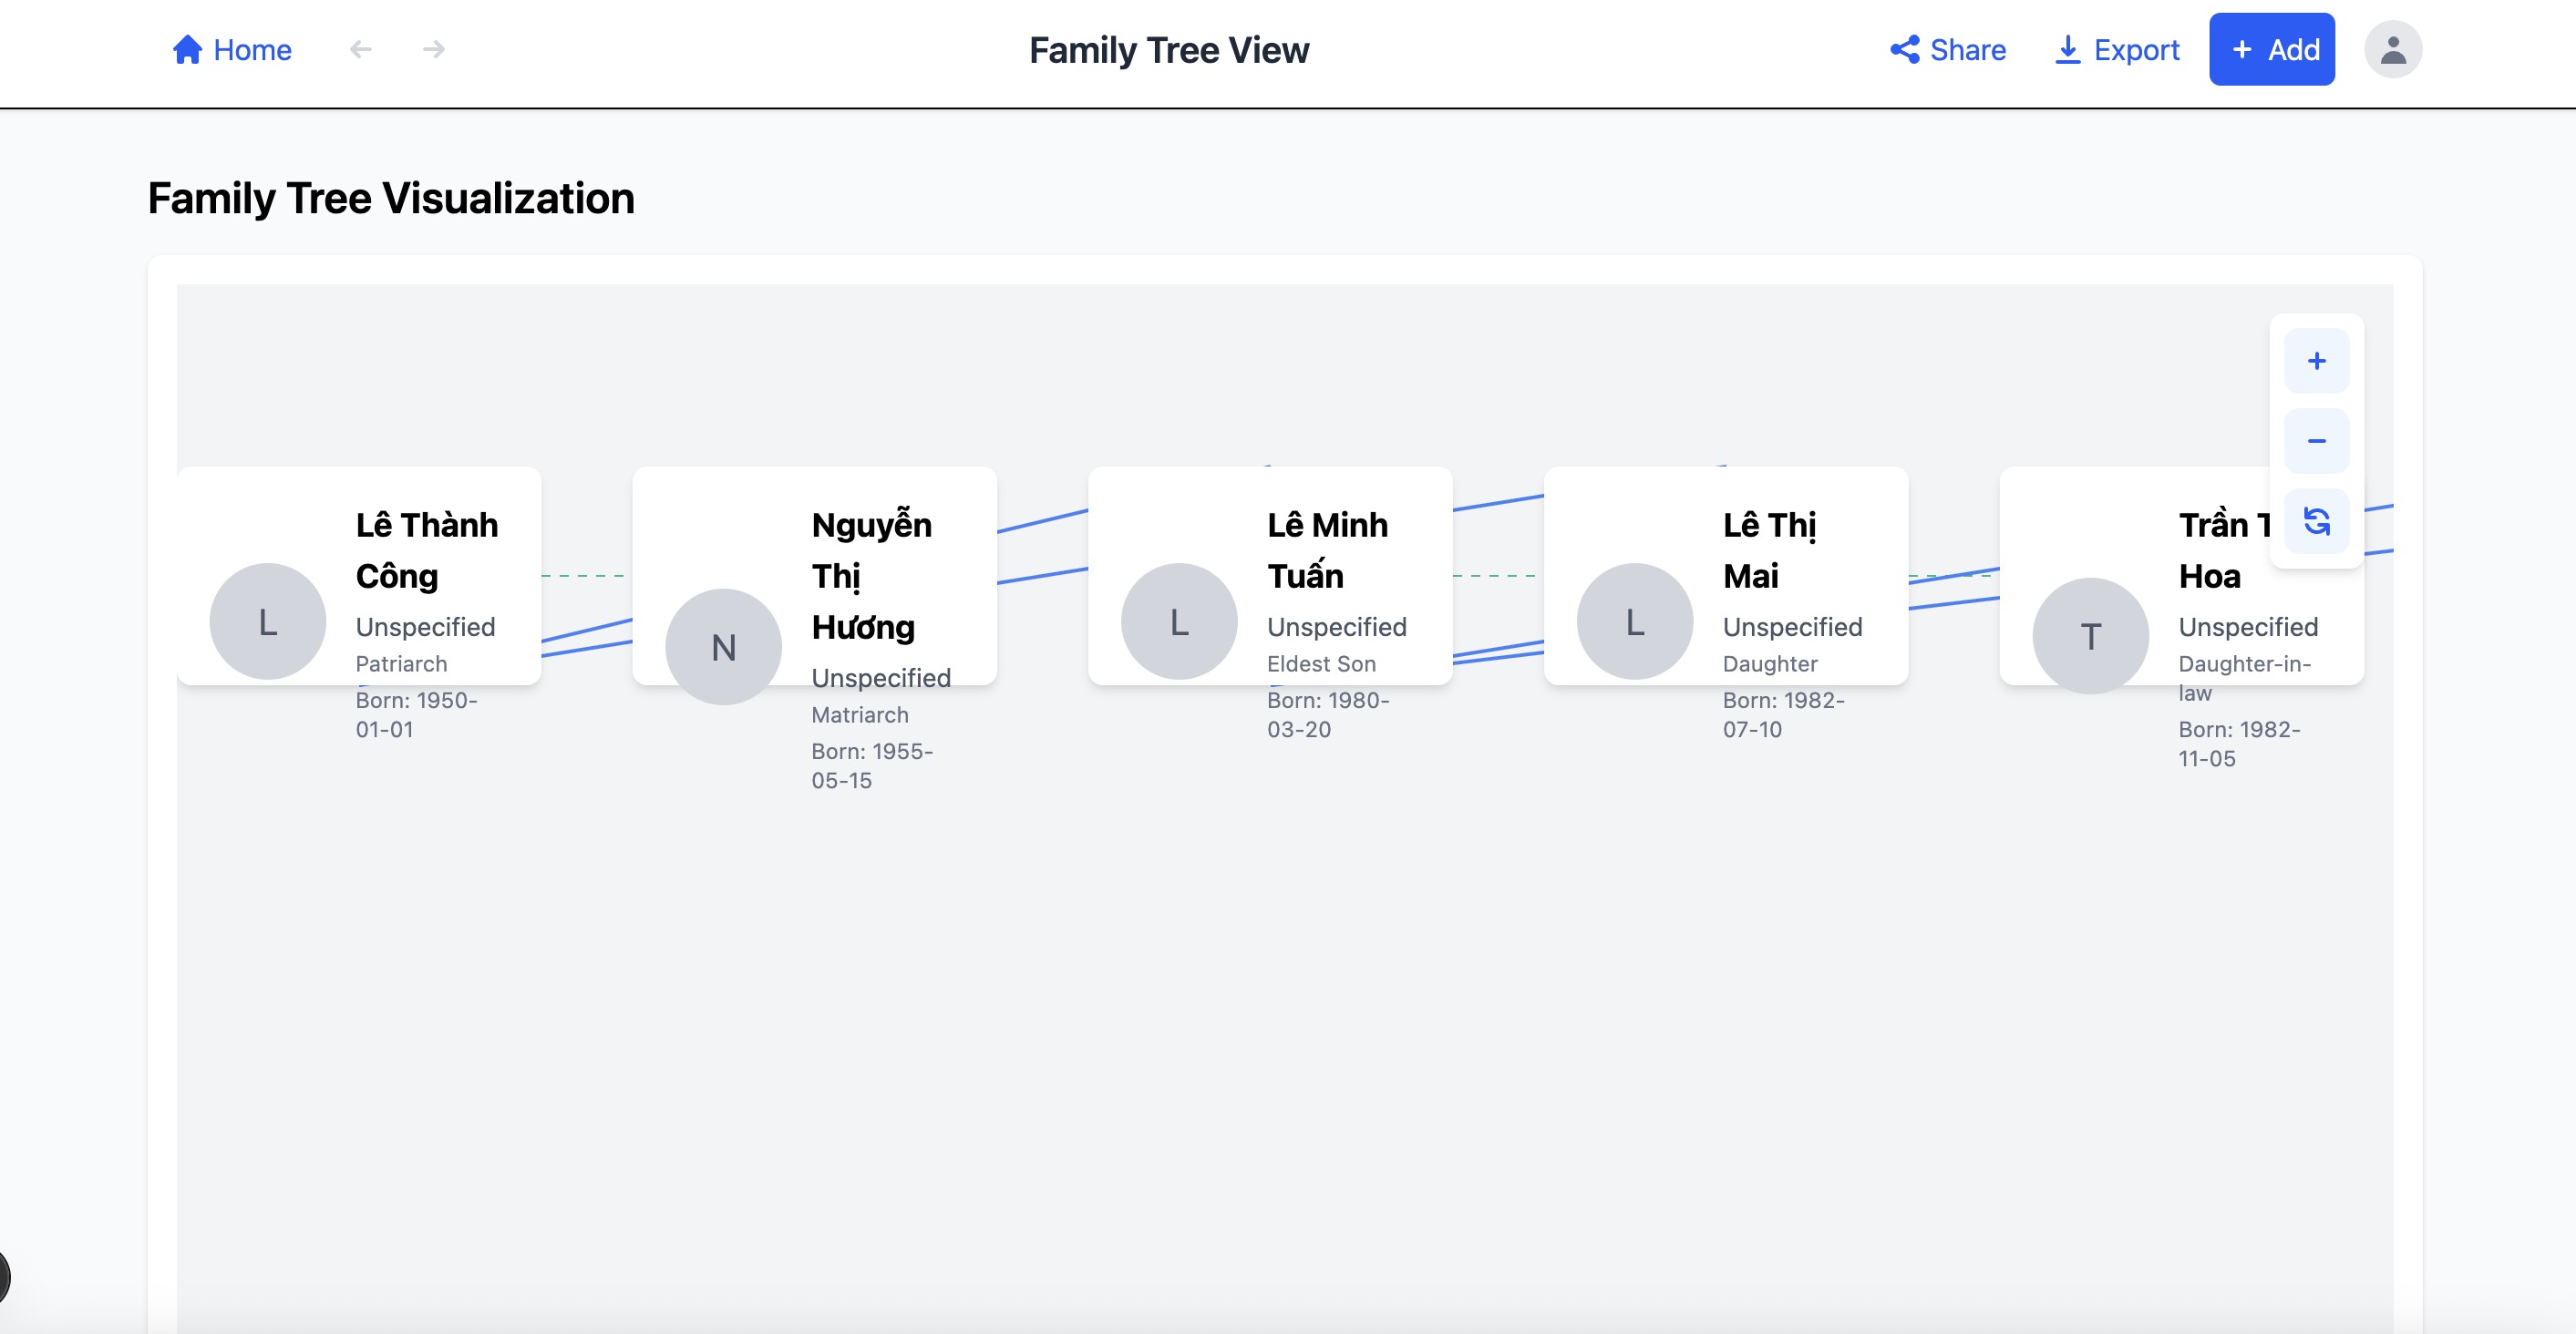 Home
Family Tree View
Share
Export
+ Add
Family Tree Visualization
L
Lê Thành
Công
Unspecified
Patriarch
Born: 1950-
01-01
N
Nguyễn
Thị
Hương
Unspecified
Matriarch
Born: 1955-
05-15
L
Lê Minh
Tuấn
Unspecified
Eldest Son
Born: 1980-
03-20
L
Lê Thị
Mai
Unspecified
Daughter
Born: 1982-
07-10
T
Trần T
Hoa
Unspecified
Daughter-in-
law
Born: 1982-
11-05